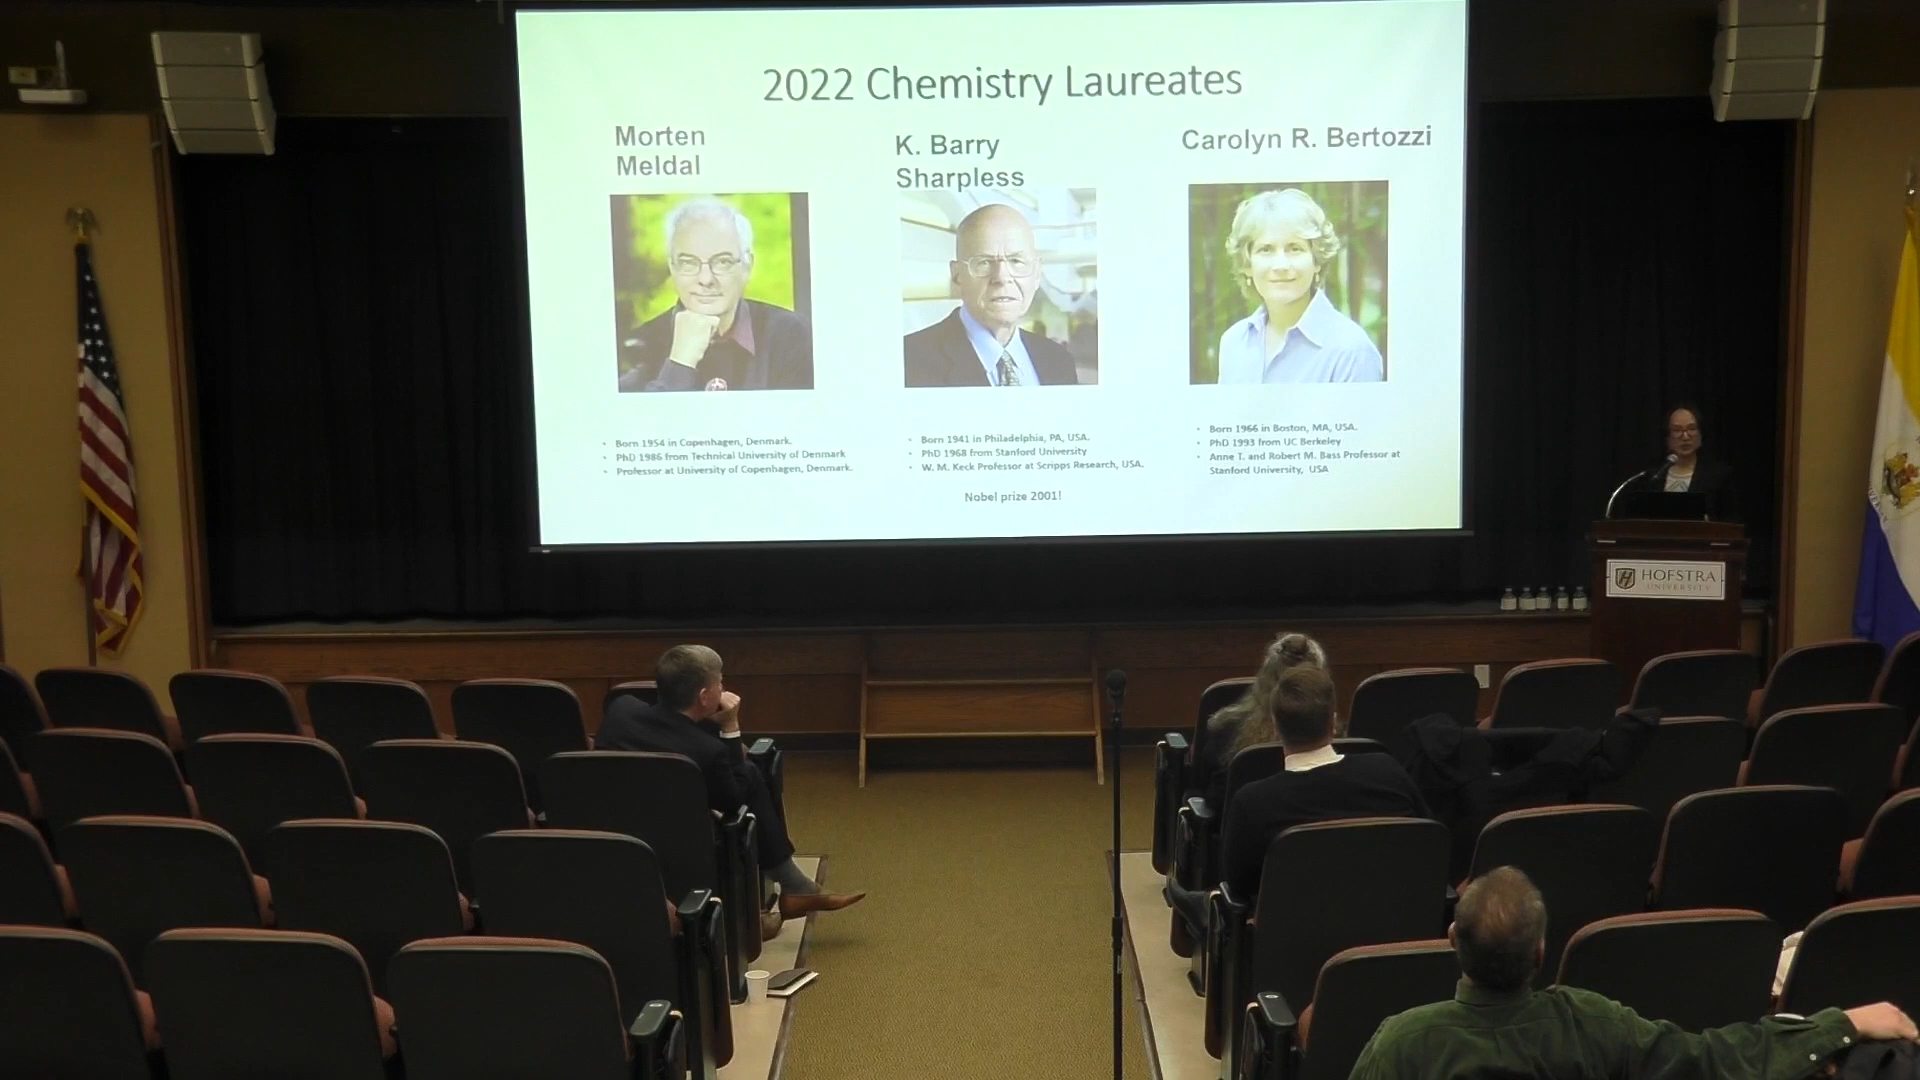 2022 Chemistry Laureates
Morten
Meldal
K. Barry
Sharpless
Carolyn R. Bertozzi
• Born 1954 in Copenhagen, Denmark.
• PhD 1986 from Technical University of Denmark
• Professor at University of Copenhagen, Denmark.
• Born 1941 in Philadelphia, PA, USA.
• PhD 1968 from Stanford University
• W. M. Keck Professor at Scripps Research, USA.
Nobel prize 2001!
• Born 1966 in Boston, MA, USA.
• PhD 1993 from UC Berkeley
• Anne T. and Robert M. Bass Professor at
Stanford University, USA
H
HOFSTRA
UNIVERSITY